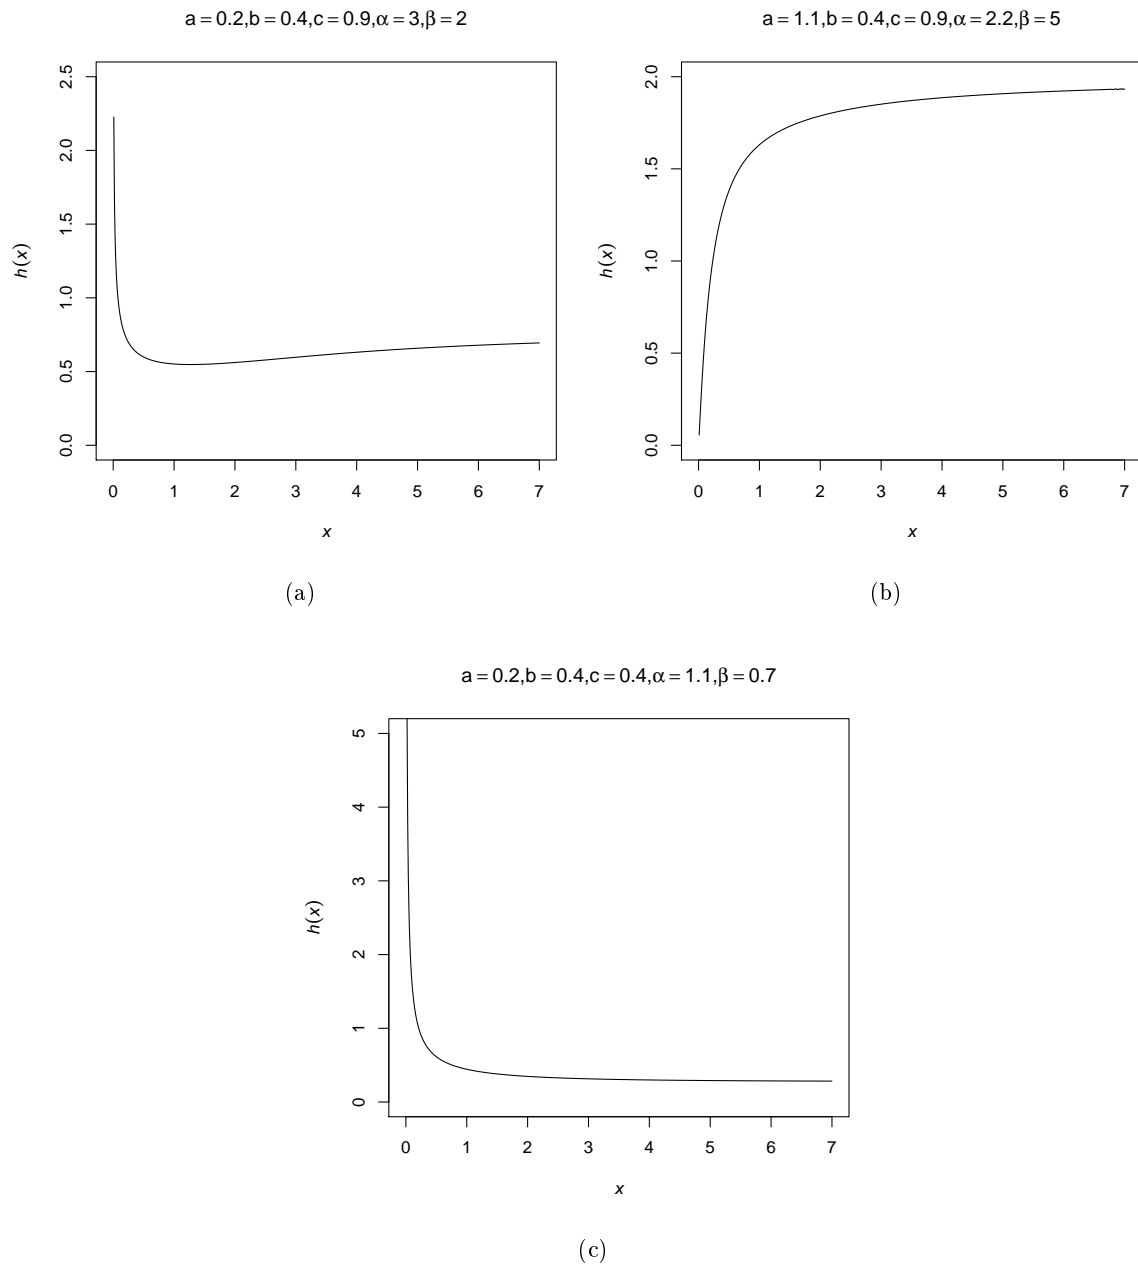 a = 0.2,b = 0.4,c = 0.9,α = 3,β = 2
2.5
2.0
1.5
1.0
0.5
0.0
h(x)
0 1 2 3 4 5 6 7
x
(a)
a = 1.1,b = 0.4,c = 0.9,α = 2.2,β = 5
2.0
1.5
1.0
0.5
0.0
h(x)
0 1 2 3 4 5 6 7
x
(b)
a = 0.2,b = 0.4,c = 0.4,α = 1.1,β = 0.7
5
4
3
2
1
0
h(x)
0 1 2 3 4 5 6 7
x
(c)